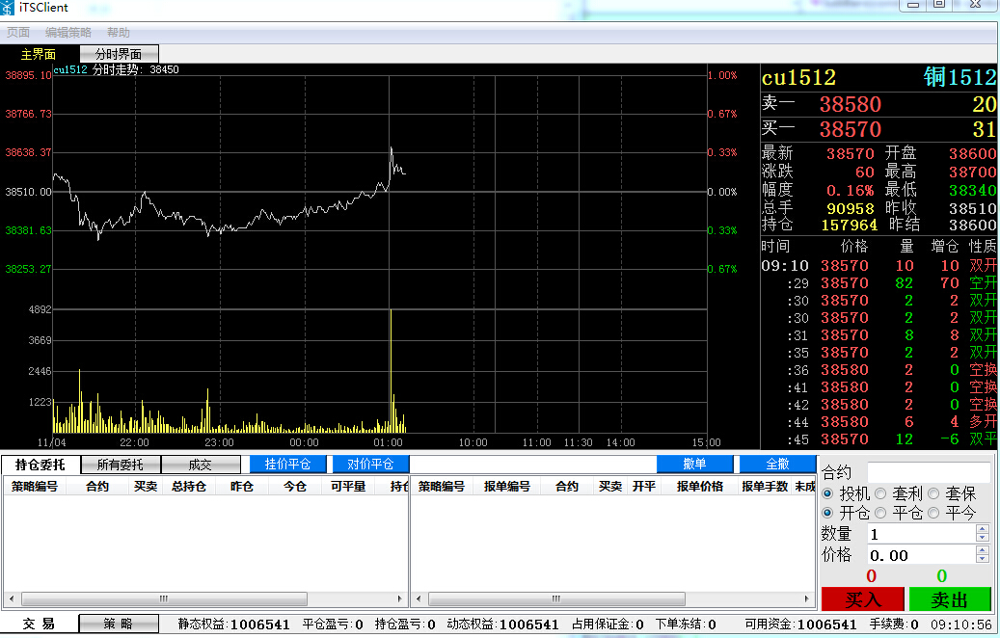 iTSClient
页面 编辑策略 帮助
主界面 分时界面
cu1512 分时走势: 38450
38895.10 1.00%
38766.73 0.67%
38638.37 0.33%
38510.00 0.00%
38381.63 0.33%
38253.27 0.67%
4892
3669
2446
1223
11/04 22:00 23:00 00:00 01:00 10:00 11:00 11:30 14:00 15:00
cu1512 铜1512
卖一 38580 20
买一 38570 31
最新 38570 开盘 38600
涨跌 60 最高 38700
幅度 0.16% 最低 38340
总手 90958 昨收 38510
持仓 157964 昨结 38600
时间 价格 量 增仓 性质
09:10 38570 10 10 双开
:29 38570 82 70 空开
:30 38570 2 2 双开
:30 38570 2 2 双开
:31 38570 8 8 双开
:35 38570 2 2 双开
:36 38580 2 0 空换
:41 38580 2 0 空换
:42 38580 2 0 空换
:44 38580 6 4 多开
:45 38570 12 -6 双平
持仓委托 所有委托 成交 挂价平仓 对价平仓 撤单 全撤
策略编号 合约 买卖 总持仓 昨仓 今仓 可平量 持仓
策略编号 报单编号 合约 买卖 开平 报单价格 报单手数 未成
合约
投机 套利 套保
开仓 平仓 平今
数量 1
价格 0.00
0 0
买入 卖出
交易 策略 静态权益:1006541 平仓盈亏:0 持仓盈亏:0 动态权益:1006541 占用保证金:0 下单冻结:0 可用资金:1006541 手续费:0 09:10:56